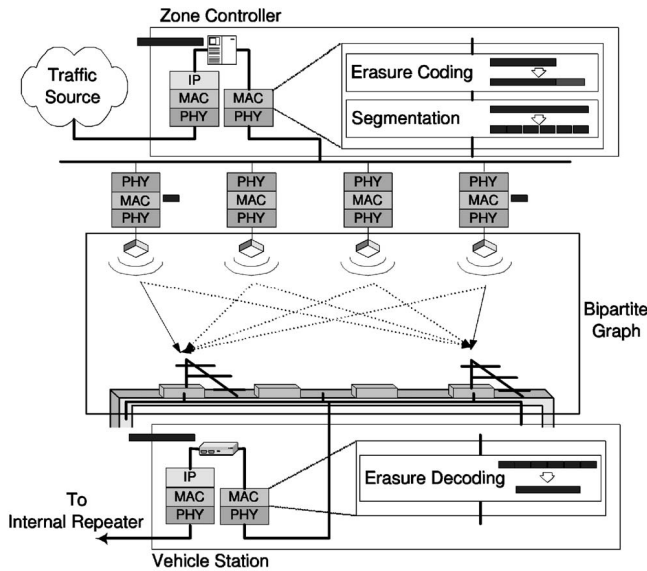 Zone Controller
Traffic
Source
IP
MAC
PHY
MAC
PHY
Erasure Coding
Segmentation
PHY
MAC
PHY
PHY
MAC
PHY
PHY
MAC
PHY
PHY
MAC
PHY
Bipartite
Graph
IP
MAC
PHY
MAC
PHY
Erasure Decoding
To
Internal Repeater
Vehicle Station